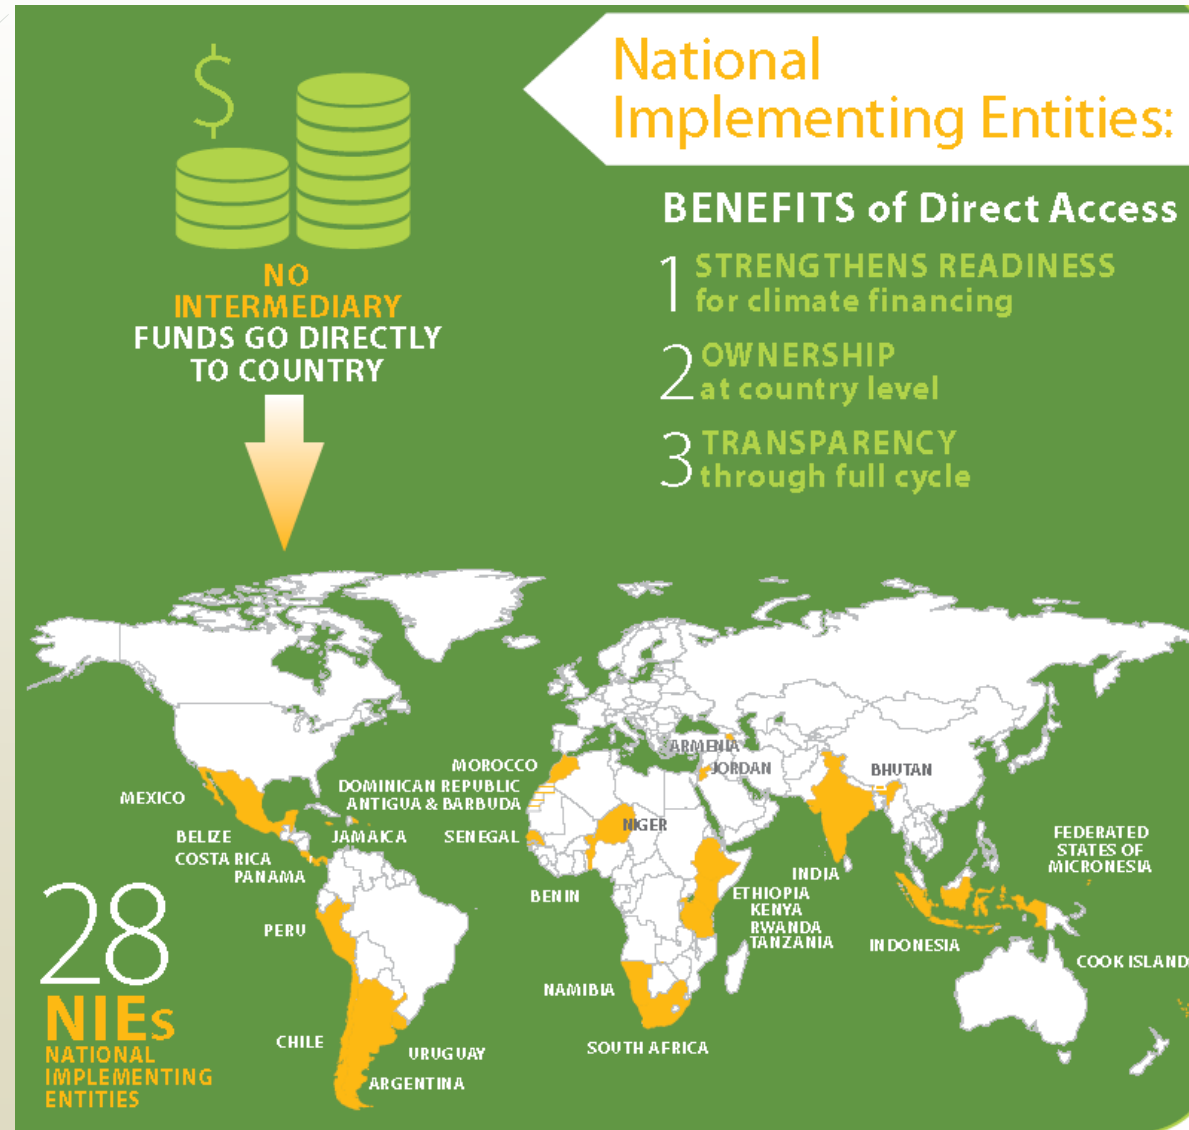 $
National
Implementing Entities:
BENEFITS of Direct Access
1 STRENGTHENS READINESS
for climate financing
2 OWNERSHIP
at country level
3 TRANSPARENCY
through full cycle
NO
INTERMEDIARY
FUNDS GO DIRECTLY
TO COUNTRY
ARMENIA
MOROCCO
JORDAN
BHUTAN
DOMINICAN REPUBLIC
ANTIGUA & BARBUDA
MEXICO
BELIZE
JAMAICA
SENEGAL
NIGER
FEDERATED
STATES OF
MICRONESIA
COSTA RICA
PANAMA
INDIA
BENIN
ETHIOPIA
KENYA
RWANDA
TANZANIA
PERU
INDONESIA
COOK ISLAND
NAMIBIA
CHILE
SOUTH AFRICA
URUGUAY
ARGENTINA
28
NIEs
NATIONAL
IMPLEMENTING
ENTITIES